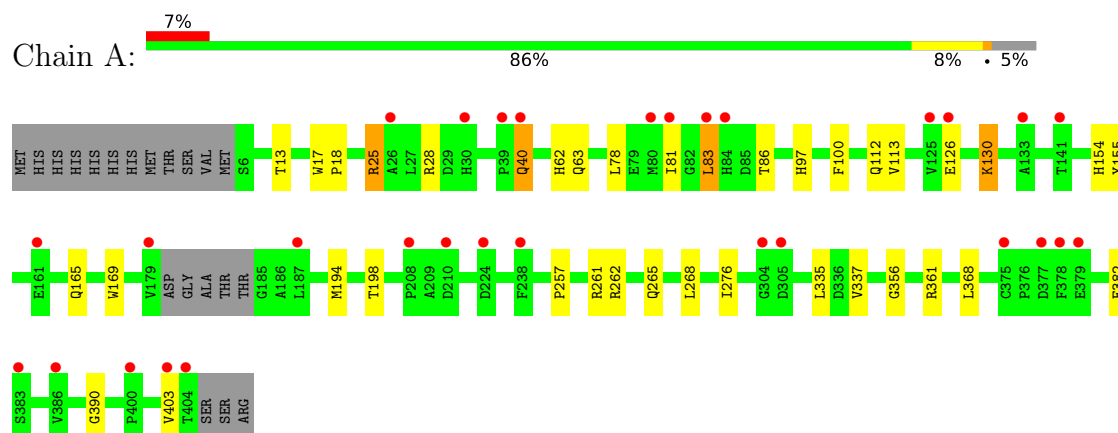 7%
Chain A:
86% 8% • 5%
MET HIS HIS HIS HIS HIS HIS MET THR SER VAL MET S6 T13 W17 P18 R25 A26 L27 R28 D29 H30 P39 Q40 H62 Q63 L78 E79 M80 I81 G82 L83 H84 D85 T86 H97 F100 Q112 V113 V125 E126 K130 A133 T141 H154
E161 Q165 W169 V179 ASP GLY ALA THR THR G185 A186 L187 M194 T198 P208 A209 D210 D224 F238 P257 R261 R262 Q265 L268 I276 G304 D305 L335 D336 V337 G356 R361 L368 C375 P376 D377 F378 E379
S383 V386 G390 P400 V403 T404 SER SER ARG